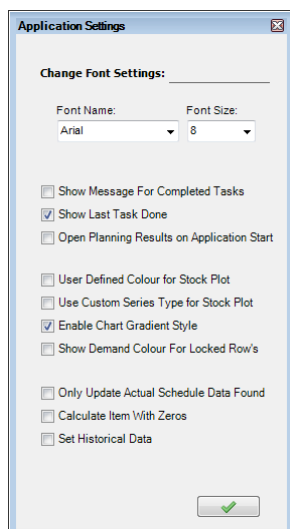 Application Settings
Change Font Settings:
Font Name: Font Size:
Arial 8
Show Message For Completed Tasks
Show Last Task Done
Open Planning Results on Application Start
User Defined Colour for Stock Plot
Use Custom Series Type for Stock Plot
Enable Chart Gradient Style
Show Demand Colour For Locked Row's
Only Update Actual Schedule Data Found
Calculate Item With Zeros
Set Historical Data